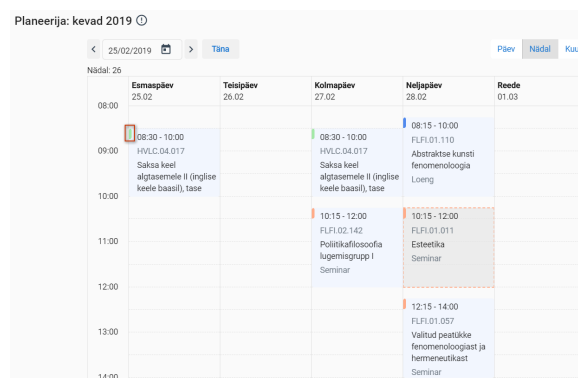 Planeerija: kevad 2019
25/02/2019
Täna
Päev
Nädal
Kuu
Nädal: 26
Esmaspäev
25.02
Teisipäev
26.02
Kolmapäev
27.02
Neljapäev
28.02
Reede
01.03
08:00
09:00
10:00
11:00
12:00
13:00
14:00
08:30 - 10:00
HVLC.04.017
Saksa keel
algtasemele II (inglise
keele baasil), tase
08:30 - 10:00
HVLC.04.017
Saksa keel
algtasemele II (inglise
keele baasil), tase
10:15 - 12:00
FLFI.02.142
Poliitikafilosoofia
lugemisgrupp I
Seminar
08:15 - 10:00
FLFI.01.110
Abstraktse kunsti
fenomenoloogia
Loeng
10:15 - 12:00
FLFI.01.011
Esteetika
Seminar
12:15 - 14:00
FLFI.01.057
Valitud peatükke
fenomenoloogiast ja
hermeneutikast
Seminar